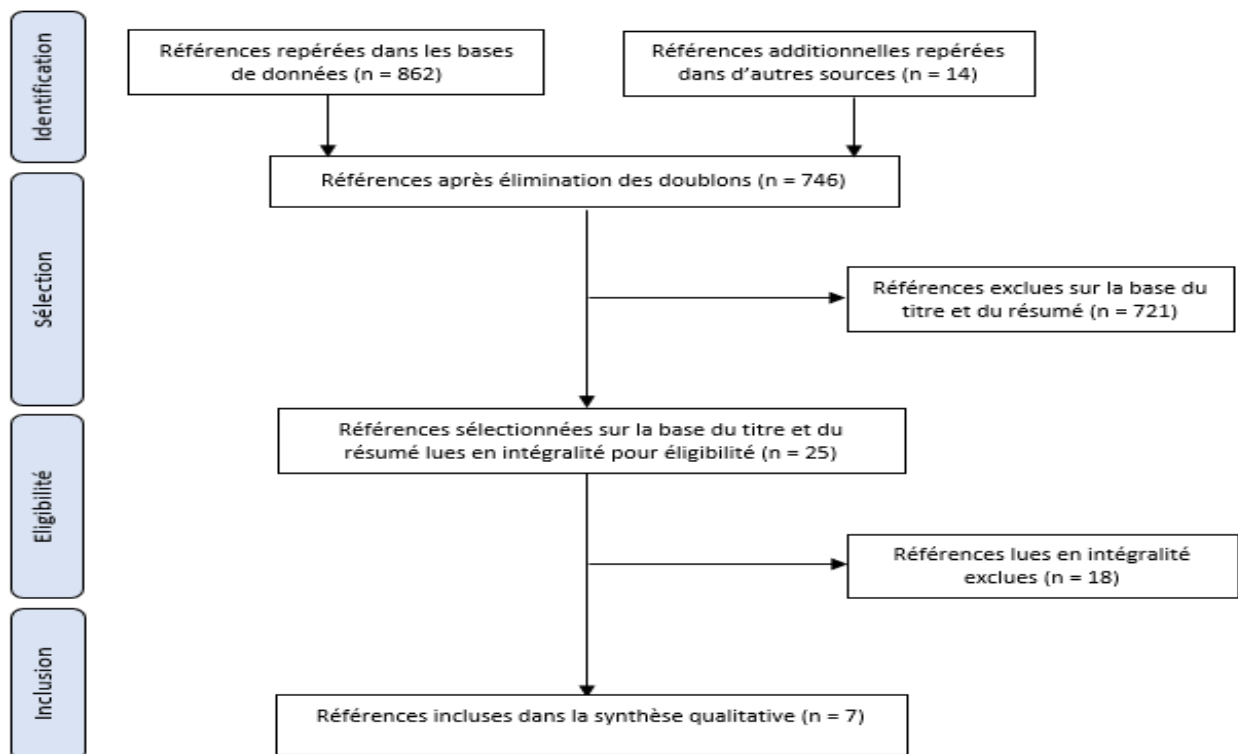 Identification
Références repérées dans les bases
de données (n = 862)
Références additionnelles repérées
dans d’autres sources (n = 14)
Références après élimination des doublons (n = 746)
Sélection
Références exclues sur la base du
titre et du résumé (n = 721)
Références sélectionnées sur la base du titre et du
résumé lues en intégralité pour éligibilité (n = 25)
Eligibilité
Références lues en intégralité
exclues (n = 18)
Inclusion
Références incluses dans la synthèse qualitative (n = 7)